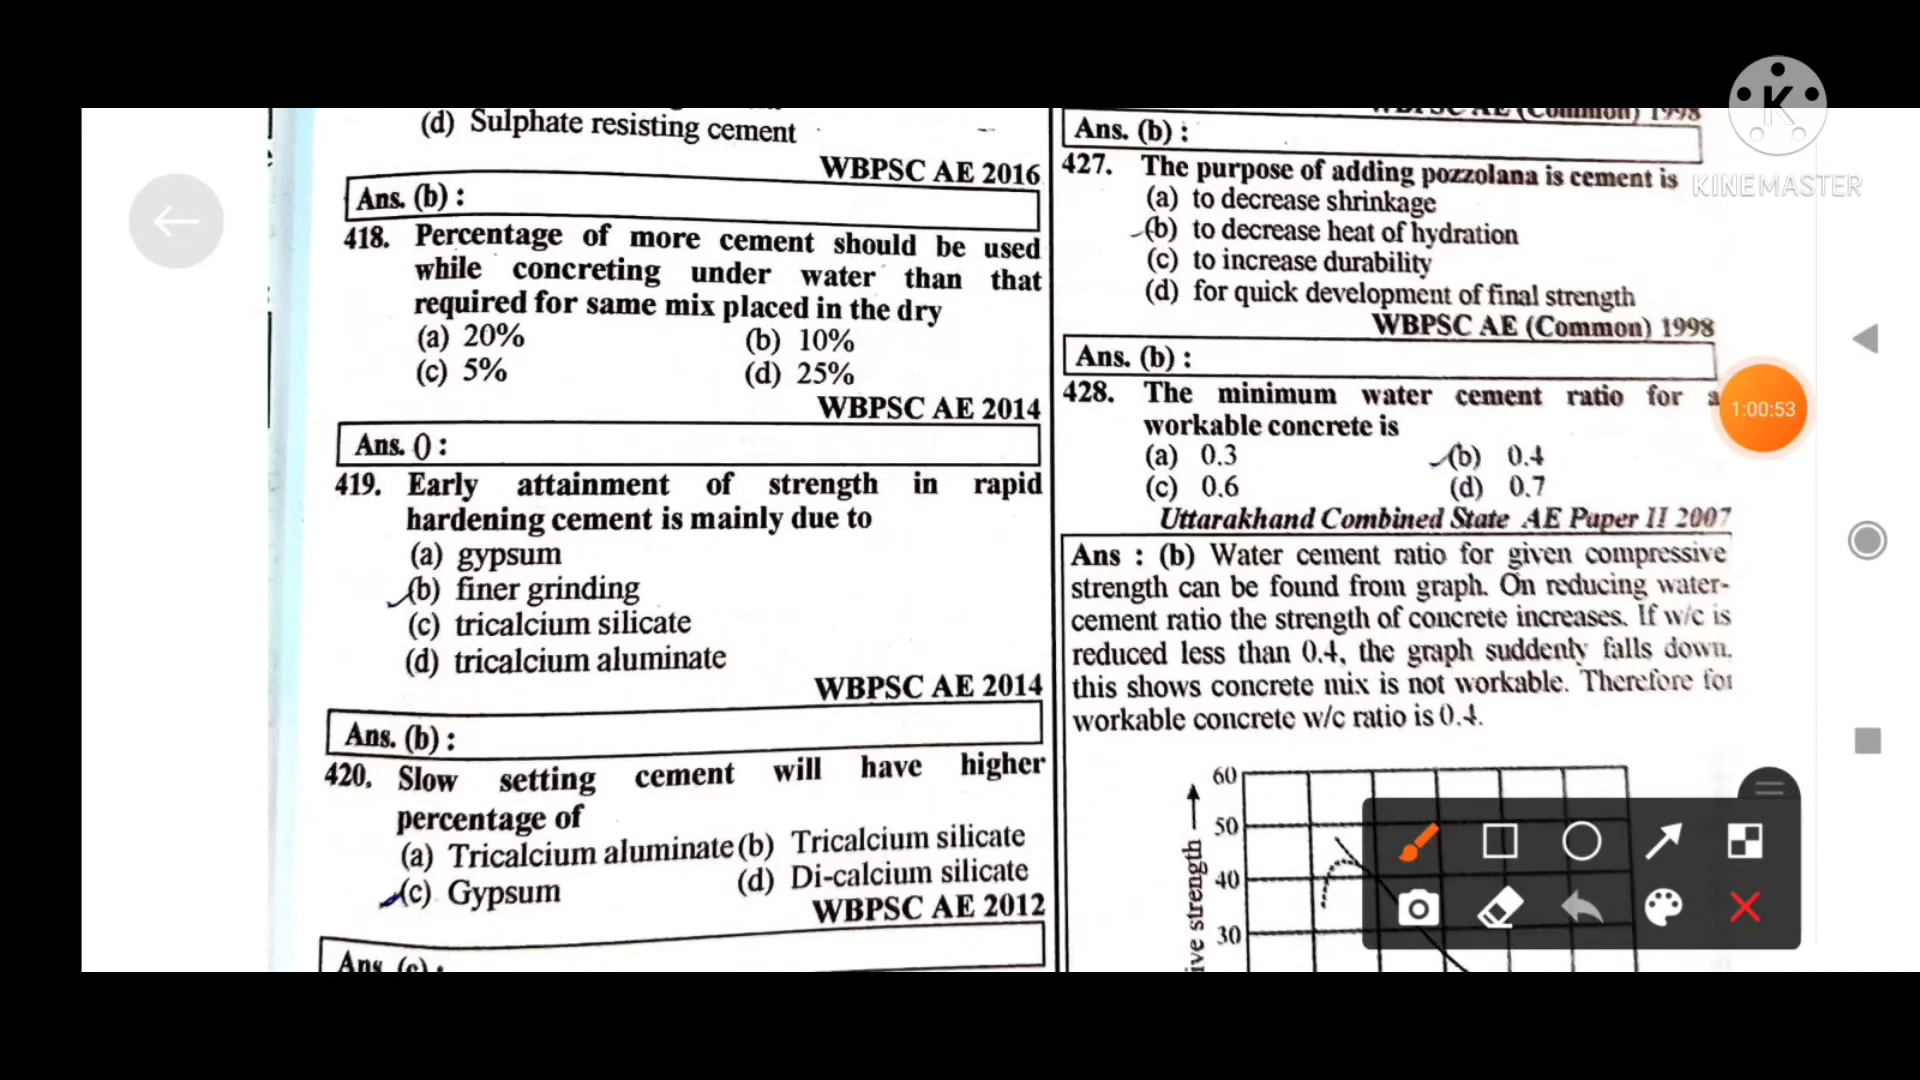 (d) Sulphate resisting cement
WBPSC AE 2016
Ans. (b) :
418. Percentage of more cement should be used
while concreting under water than that
required for same mix placed in the dry
(a) 20% (b) 10%
(c) 5% (d) 25%
WBPSC AE 2014
Ans. () :
419. Early attainment of strength in rapid
hardening cement is mainly due to
(a) gypsum
(b) finer grinding
(c) tricalcium silicate
(d) tricalcium aluminate
WBPSC AE 2014
Ans. (b) :
420. Slow setting cement will have higher
percentage of
(a) Tricalcium aluminate (b) Tricalcium silicate
(c) Gypsum (d) Di-calcium silicate
WBPSC AE 2012
Ans. (c) :
WBPSC AE (Common) 1998
Ans. (b) :
427. The purpose of adding pozzolana is cement is
(a) to decrease shrinkage
(b) to decrease heat of hydration
(c) to increase durability
(d) for quick development of final strength
WBPSC AE (Common) 1998
Ans. (b) :
428. The minimum water cement ratio for a
workable concrete is
(a) 0.3 (b) 0.4
(c) 0.6 (d) 0.7
Uttarakhand Combined State AE Paper II 2007
Ans : (b) Water cement ratio for given compressive
strength can be found from graph. On reducing water-
cement ratio the strength of concrete increases. If w/c is
reduced less than 0.4, the graph suddenly falls down,
this shows concrete mix is not workable. Therefore for
workable concrete w/c ratio is 0.4.
60
50
40
30
strength
K
KINEMASTER
1:00:53